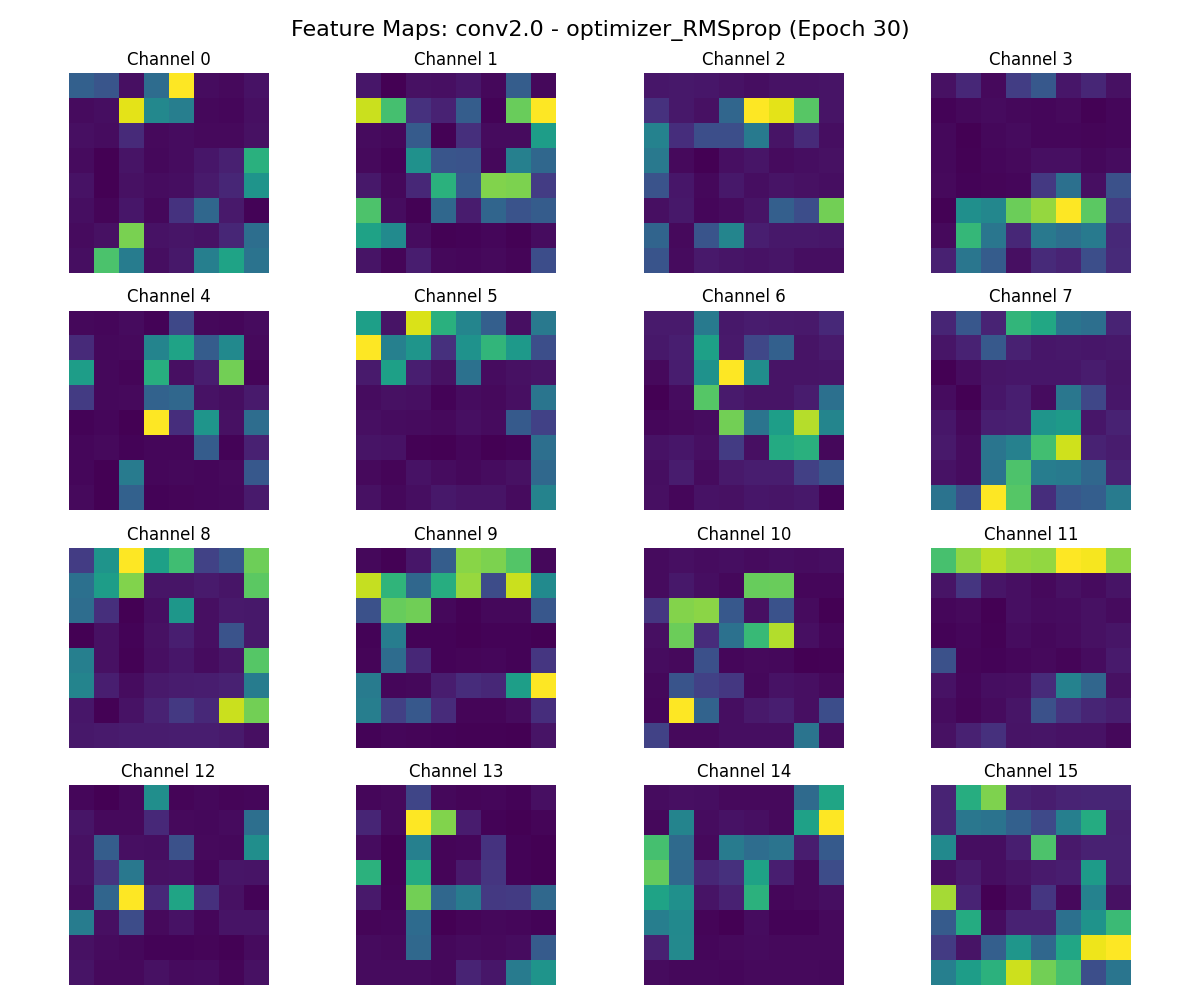 Feature Maps: conv2.0 - optimizer_RMSprop (Epoch 30)
Channel 0
Channel 1
Channel 2
Channel 3
Channel 4
Channel 5
Channel 6
Channel 7
Channel 8
Channel 9
Channel 10
Channel 11
Channel 12
Channel 13
Channel 14
Channel 15